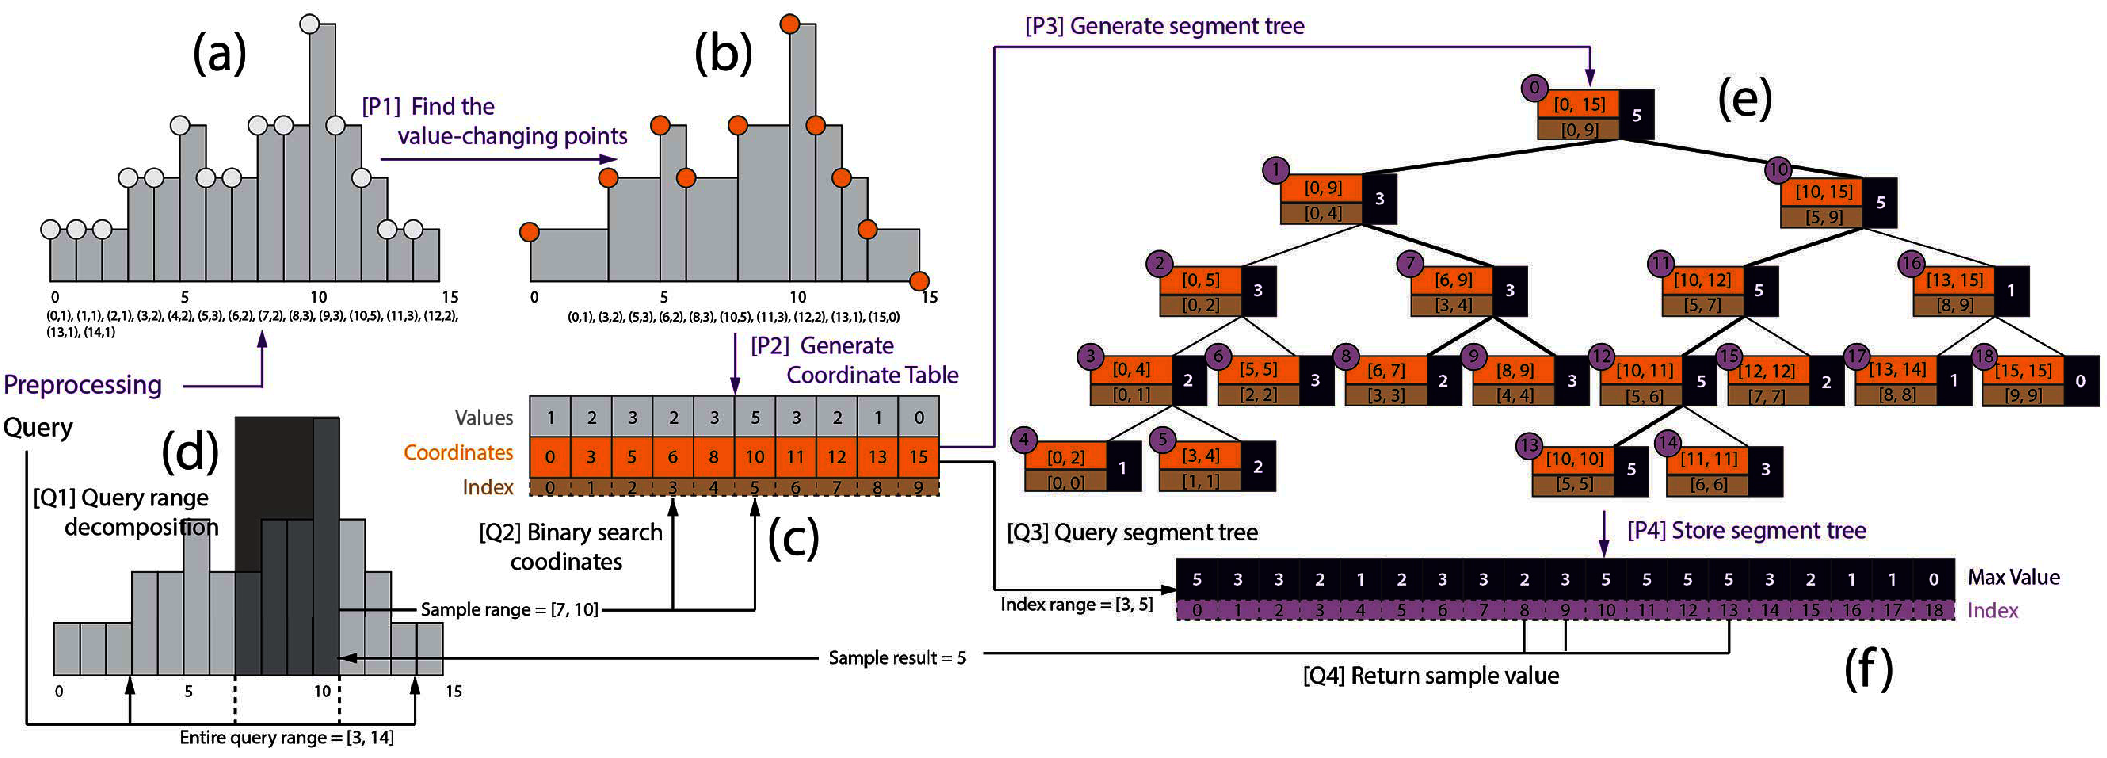 (a)
[P1] Find the
value-changing points
0 5 10 15
(0,1), (1,1), (2,1), (3,2), (4,2), (5,3), (6,2), (7,2), (8,3), (9,3), (10,5), (11,3), (12,2),
(13,1), (14,1)
Preprocessing
(b)
0 5 10 15
(0,1), (3,2), (5,3), (6,2), (8,3), (10,5), (11,3), (12,2), (13,1), (15,0)
[P2] Generate
Coordinate Table
Values 1 2 3 2 3 5 3 2 1 0
Coordinates 0 3 5 6 8 10 11 12 13 15
Index 0 1 2 3 4 5 6 7 8 9
(c)
[Q2] Binary search
coodinates
Query
(d)
[Q1] Query range
decomposition
Sample range = [7, 10]
0 5 10 15
Entire query range = [3, 14]
Sample result = 5
[P3] Generate segment tree
(e)
0 [0, 15] 5
[0, 9]
1 [0, 9] 3
[0, 4]
10 [10, 15] 5
[5, 9]
2 [0, 5] 3
[0, 2]
7 [6, 9] 3
[3, 4]
11 [10, 12] 5
[5, 7]
16 [13, 15] 1
[8, 9]
3 [0, 4] 2
[0, 1]
6 [5, 5] 3
[2, 2]
8 [6, 7] 2
[3, 3]
9 [8, 9] 3
[4, 4]
12 [10, 11] 5
[5, 6]
15 [12, 12] 2
[7, 7]
17 [13, 14] 1
[8, 8]
18 [15, 15] 0
[9, 9]
4 [0, 2] 1
[0, 0]
5 [3, 4] 2
[1, 1]
13 [10, 10] 5
[5, 5]
14 [11, 11] 3
[6, 6]
[Q3] Query segment tree
[P4] Store segment tree
Index range = [3, 5]
5 3 3 2 1 2 3 3 2 3 5 5 5 5 3 2 1 1 0 Max Value
0 1 2 3 4 5 6 7 8 9 10 11 12 13 14 15 16 17 18 Index
[Q4] Return sample value
(f)